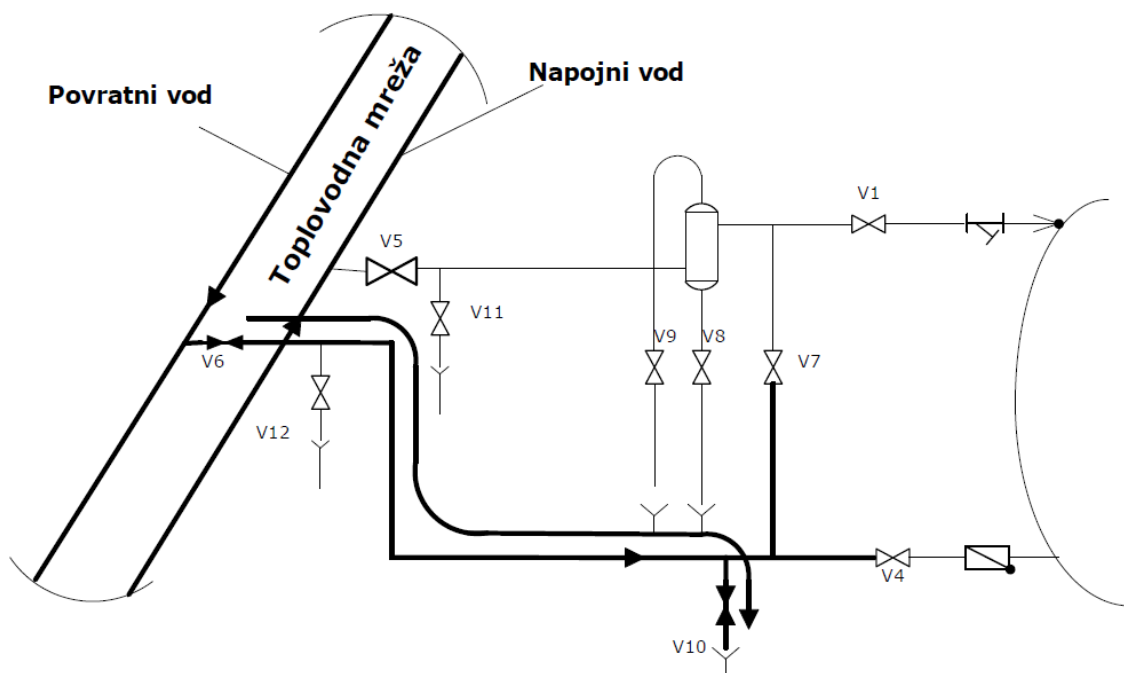 Napojni vod
Povratni vod
Toplovodna mreža
V1
V5
V11
V9
V8
V7
V6
V12
V4
V10